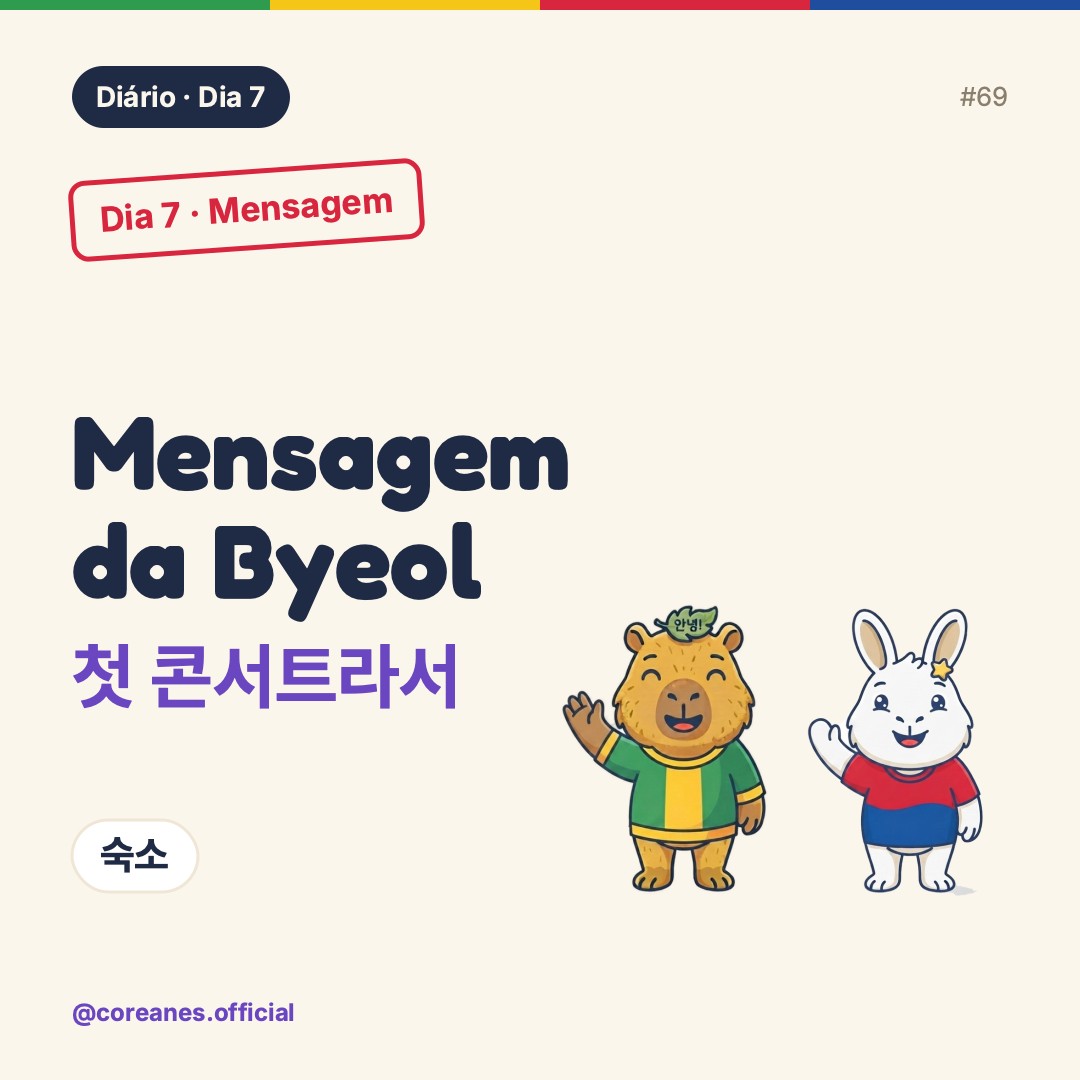 Diário · Dia 7
#69
Dia 7 · Mensagem
Mensagem
da Byeol
첫 콘서트라서
안녕!
숙소
@coreanes.official